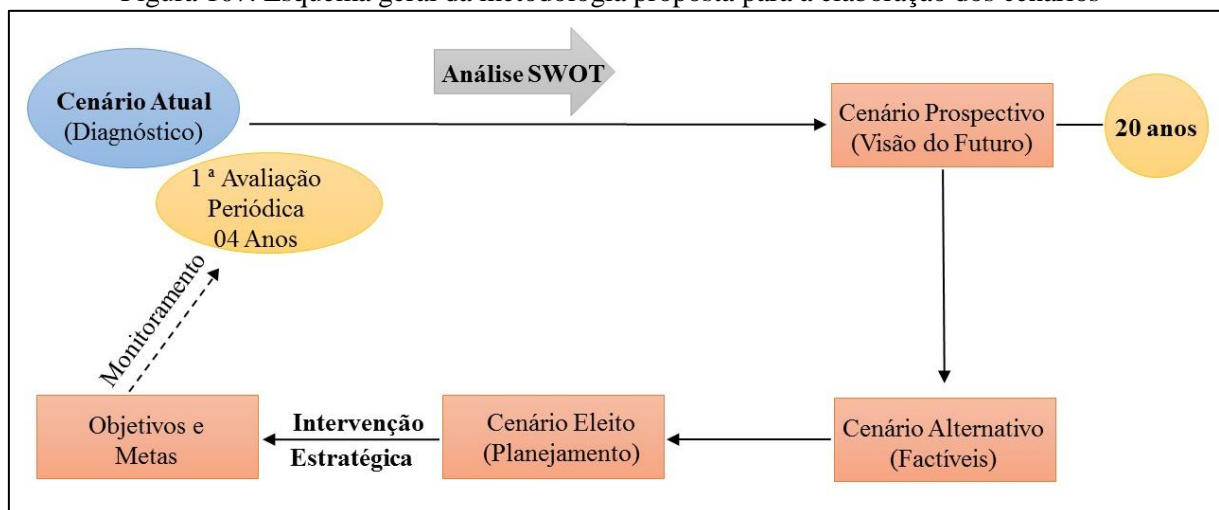 Figura 167: Esquema geral da metodologia proposta para a elaboração dos cenários
Análise SWOT
Cenário Atual
(Diagnóstico)
Cenário Prospectivo
(Visão do Futuro)
20 anos
1 ª Avaliação
Periódica
04 Anos
Monitoramento
Objetivos e
Metas
Intervenção
Estratégica
Cenário Eleito
(Planejamento)
Cenário Alternativo
(Factíveis)